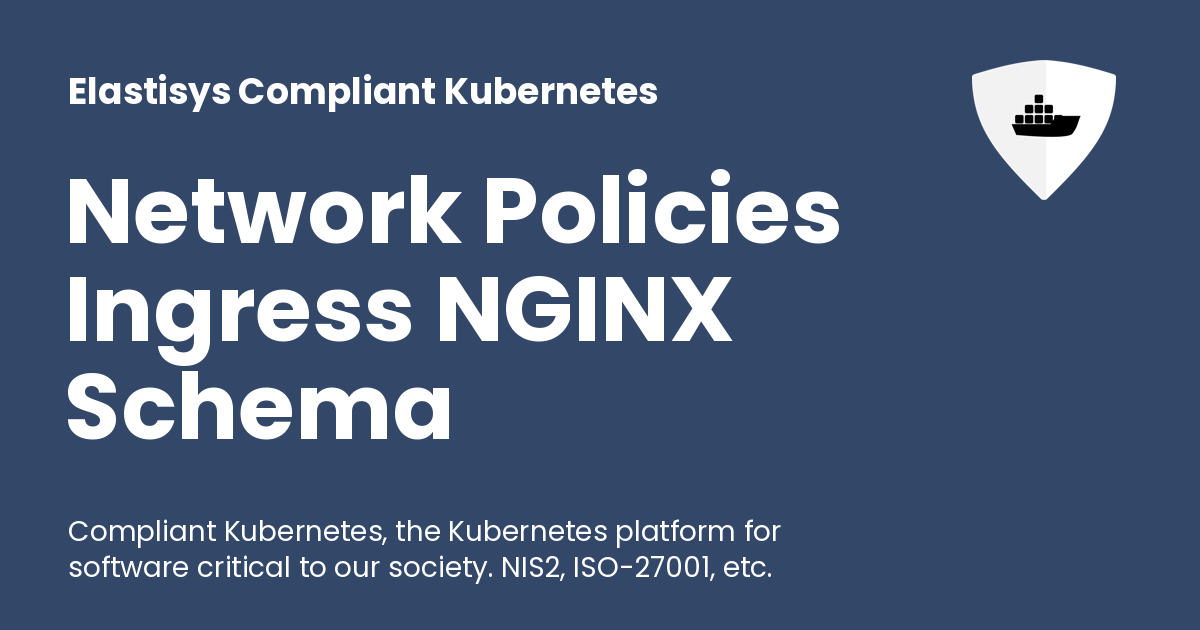 Elastisys Compliant Kubernetes
Network Policies
Ingress NGINX
Schema
Compliant Kubernetes, the Kubernetes platform for
software critical to our society. NIS2, ISO-27001, etc.